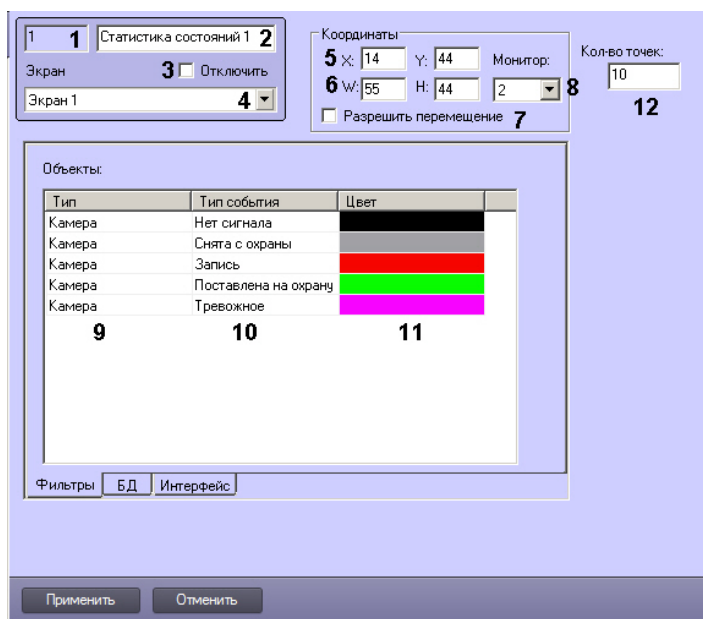 1 1 Статистика состояний 1 2
Экран 3 Отключить
Экран 1 4
Координаты
5 X: 14 Y: 44 Монитор:
6 W: 55 H: 44 2 8
Разрешить перемещение 7
Кол-во точек:
10
12
Объекты:
Тип Тип события Цвет
Камера Нет сигнала
Камера Снята с охраны
Камера Запись
Камера Поставлена на охрану
Камера Тревожное
9 10 11
Фильтры БД Интерфейс
Применить Отменить